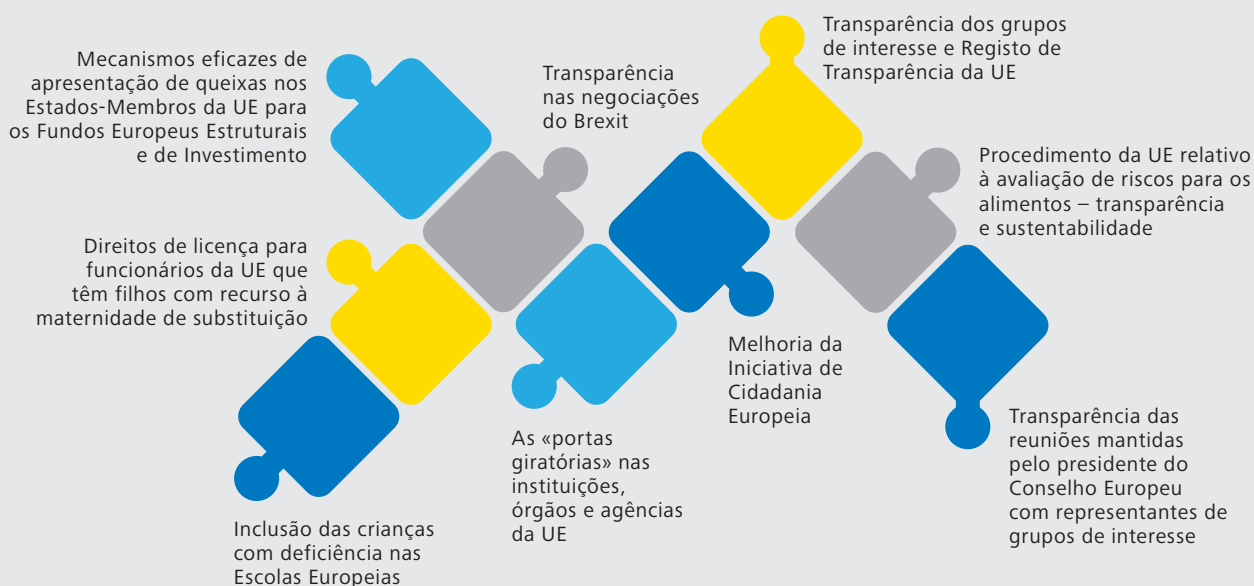 Mecanismos eficazes de
apresentação de queixas nos
Estados-Membros da UE para
os Fundos Europeus Estruturais
e de Investimento
Transparência
nas negociações
do Brexit
Transparência dos grupos
de interesse e Registo de
Transparência da UE
Procedimento da UE relativo
à avaliação de riscos para os
alimentos – transparência
e sustentabilidade
Direitos de licença para
funcionários da UE que
têm filhos com recurso à
maternidade de substituição
Melhoria da
Iniciativa de
Cidadania
Europeia
Inclusão das crianças
com deficiência nas
Escolas Europeias
As «portas
giratórias» nas
instituições,
órgãos e agências
da UE
Transparência das
reuniões mantidas
pelo presidente do
Conselho Europeu
com representantes de
grupos de interesse